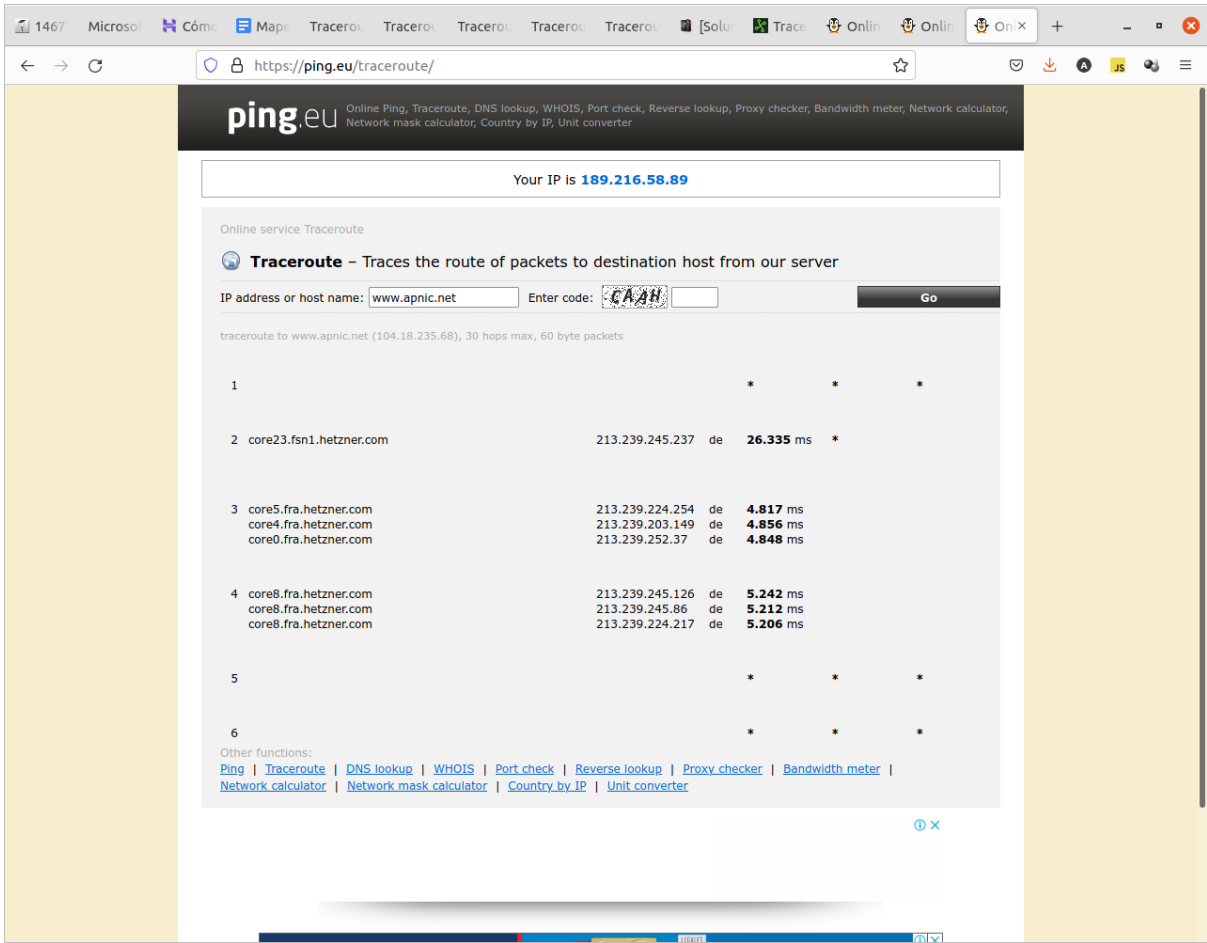 1467 Microsof Cómo Mape Tracerou Tracerou Tracerou Tracerou Tracerou [Solu Trace Onlin Onlin Onl
https://ping.eu/traceroute/
ping.eu
Online Ping, Traceroute, DNS lookup, WHOIS, Port check, Reverse lookup, Proxy checker, Bandwidth meter, Network calculator,
Network mask calculator, Country by IP, Unit converter
Your IP is 189.216.58.89
Online service Traceroute
Traceroute – Traces the route of packets to destination host from our server
IP address or host name: www.apnic.net Enter code: CAAH Go
traceroute to www.apnic.net (104.18.235.68), 30 hops max, 60 byte packets
1 * * *
2 core23.fsn1.hetzner.com 213.239.245.237 de 26.335 ms *
3 core5.fra.hetzner.com 213.239.224.254 de 4.817 ms
core4.fra.hetzner.com 213.239.203.149 de 4.856 ms
core0.fra.hetzner.com 213.239.252.37 de 4.848 ms
4 core8.fra.hetzner.com 213.239.245.126 de 5.242 ms
core8.fra.hetzner.com 213.239.245.86 de 5.212 ms
core8.fra.hetzner.com 213.239.224.217 de 5.206 ms
5 * * *
6 * * *
Other functions:
Ping | Traceroute | DNS lookup | WHOIS | Port check | Reverse lookup | Proxy checker | Bandwidth meter |
Network calculator | Network mask calculator | Country by IP | Unit converter
LEGALES